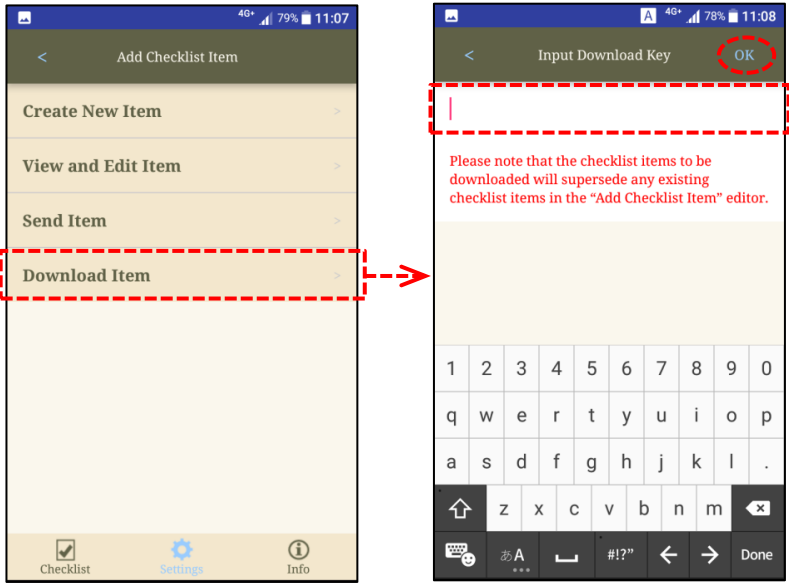 4G+ 79% 11:07
< Add Checklist Item
Create New Item >
View and Edit Item >
Send Item >
Download Item >
Checklist Settings Info
A 4G+ 78% 11:08
< Input Download Key OK
Please note that the checklist items to be
downloaded will supersede any existing
checklist items in the “Add Checklist Item” editor.
1 2 3 4 5 6 7 8 9 0
q w e r t y u i o p
a s d f g h j k l .
z x c v b n m
あA #!?” Done